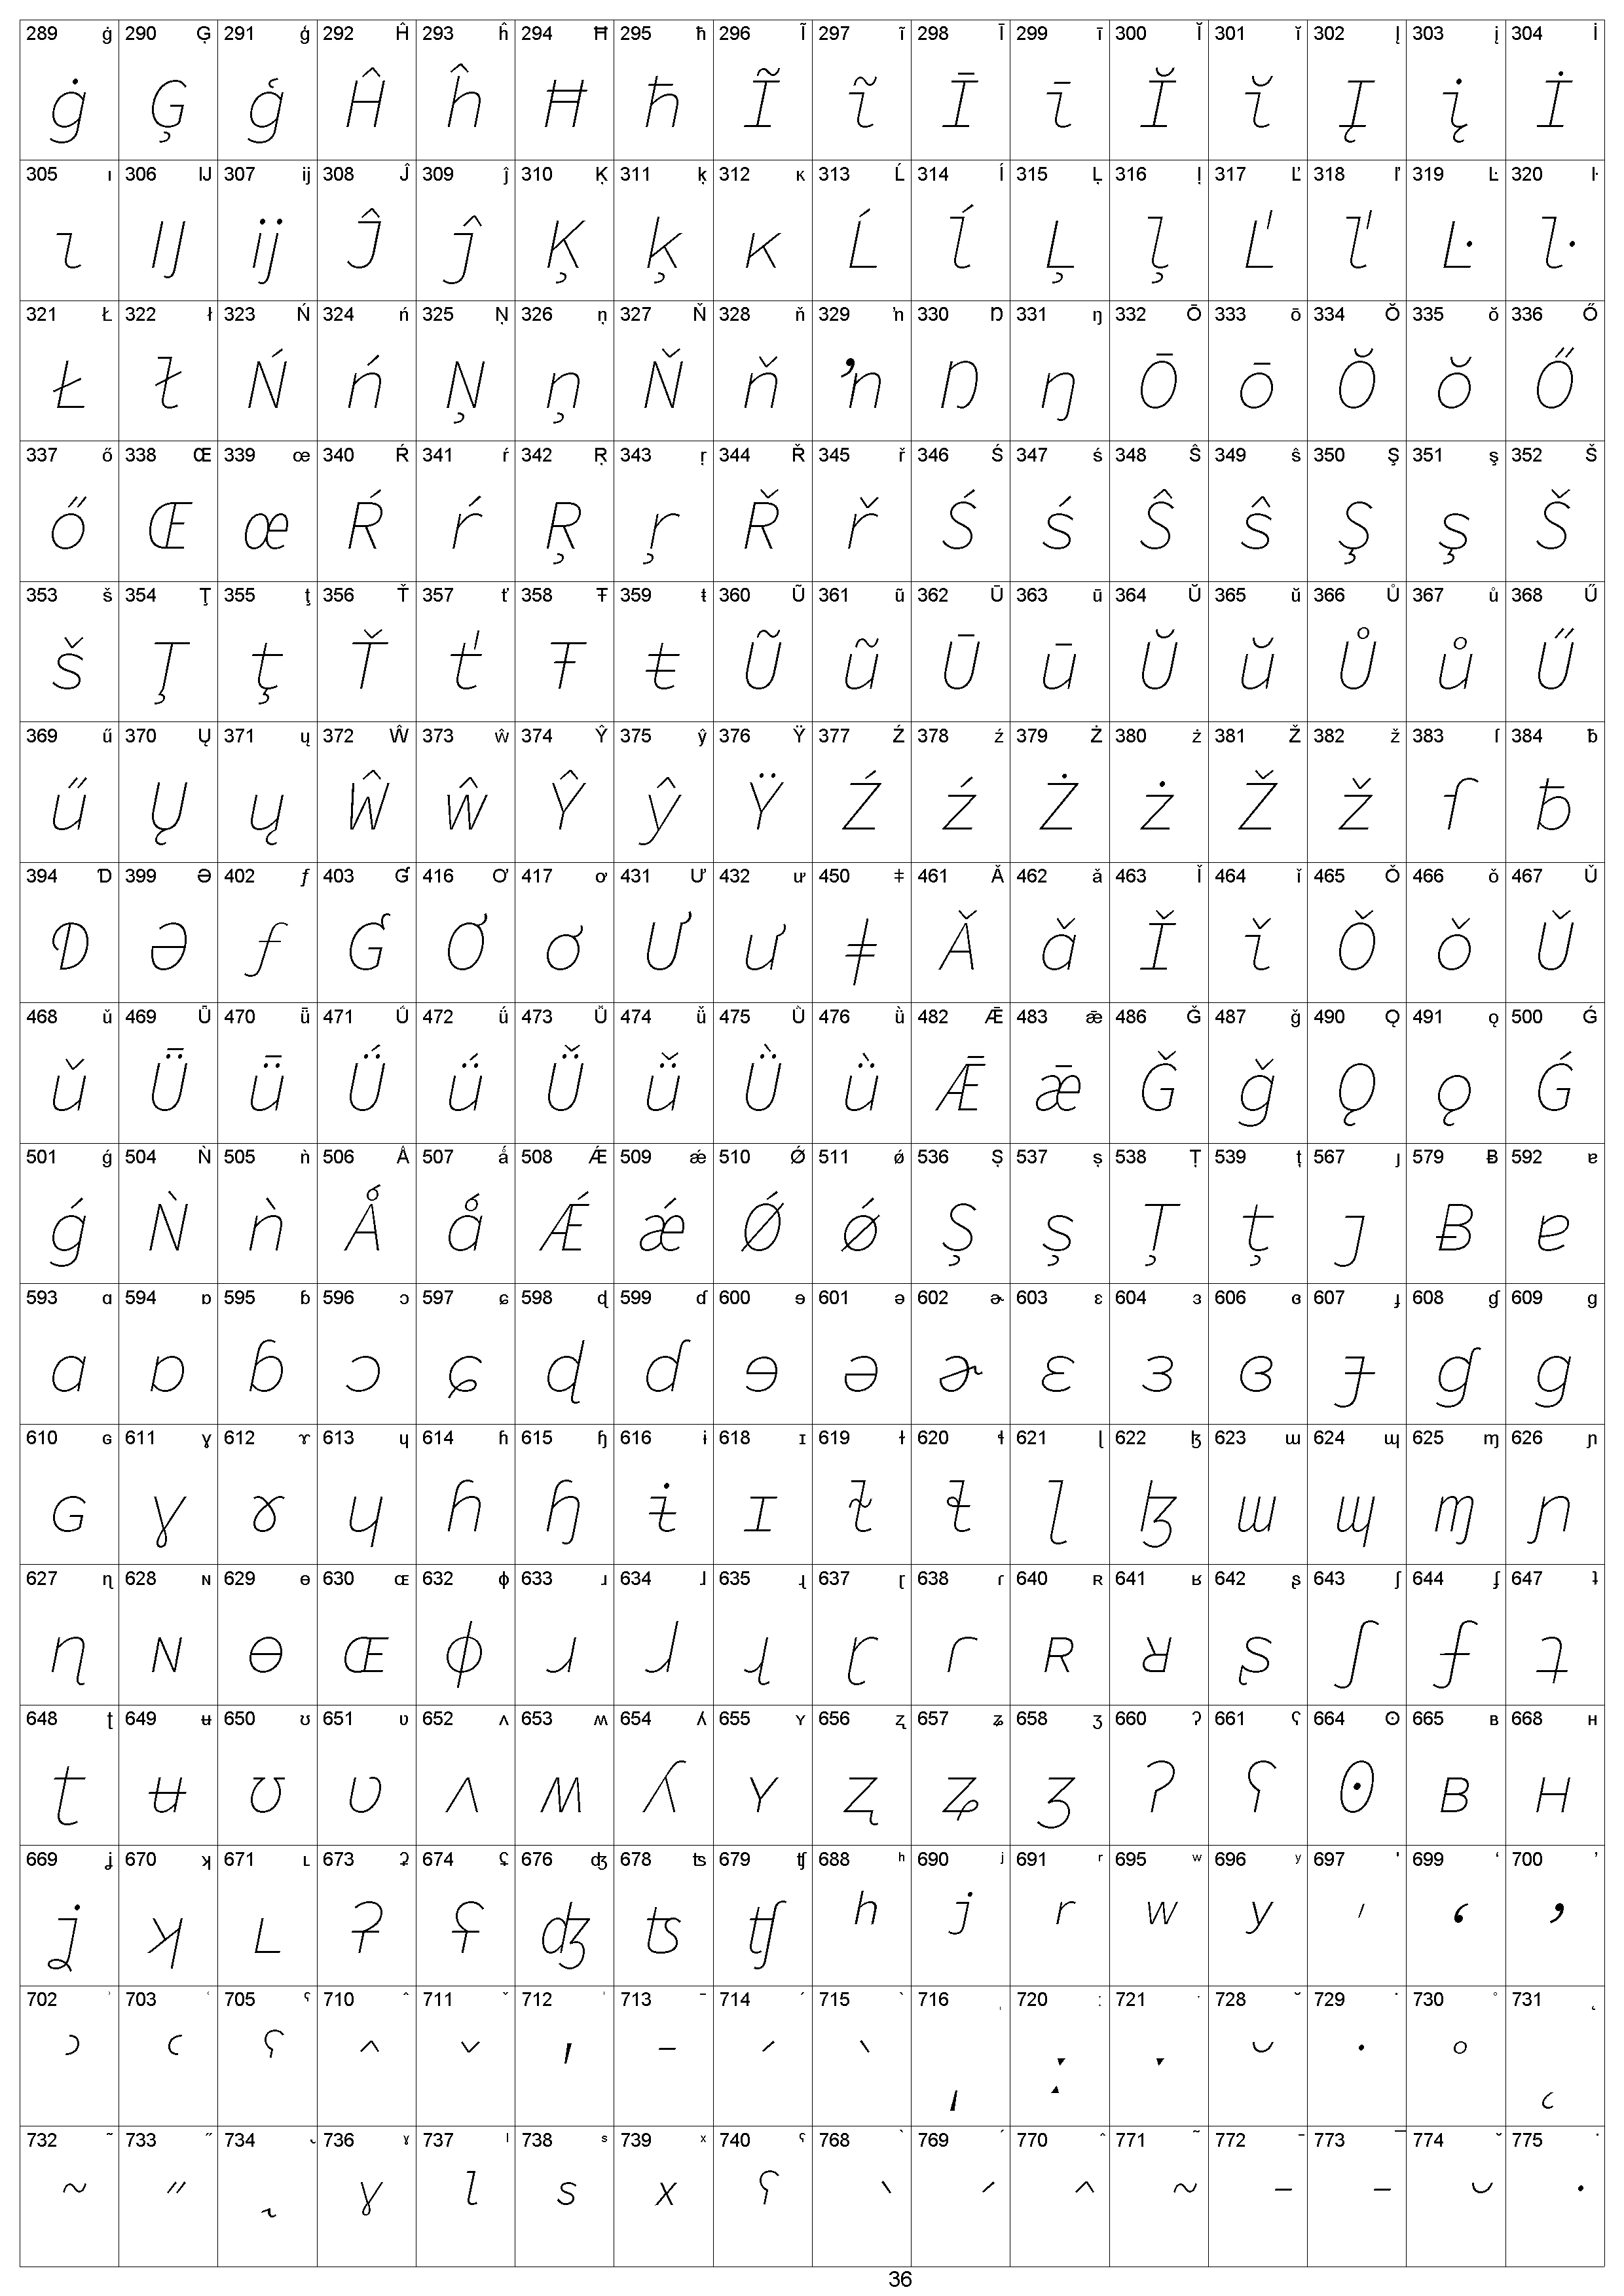 289 ġ 290 Ģ 291 ģ 292 Ĥ 293 ĥ 294 Ħ 295 ħ 296 Ĩ 297 ĩ 298 Ī 299 ī 300 Ĭ 301 ĭ 302 Į 303 į 304 İ
ġ Ģ ģ Ĥ ĥ Ħ ħ Ĩ ĩ Ī ī Ĭ ĭ Į į İ
305 ı 306 IJ 307 ij 308 Ĵ 309 ĵ 310 Ķ 311 ķ 312 ĸ 313 Ĺ 314 ĺ 315 Ļ 316 ļ 317 Ľ 318 ľ 319 Ŀ 320 ŀ
ı IJ ij Ĵ ĵ Ķ ķ ĸ Ĺ ĺ Ļ ļ Ľ ľ Ŀ ŀ
321 Ł 322 ł 323 Ń 324 ń 325 Ņ 326 ņ 327 Ň 328 ň 329 ŉ 330 Ŋ 331 ŋ 332 Ō 333 ō 334 Ŏ 335 ŏ 336 Ő
Ł ł Ń ń Ņ ņ Ň ň ŉ Ŋ ŋ Ō ō Ŏ ŏ Ő
337 ő 338 Œ 339 œ 340 Ŕ 341 ŕ 342 Ŗ 343 ŗ 344 Ř 345 ř 346 Ś 347 ś 348 Ŝ 349 ŝ 350 Ş 351 ş 352 Š
ő Œ œ Ŕ ŕ Ŗ ŗ Ř ř Ś ś Ŝ ŝ Ş ş Š
353 š 354 Ţ 355 ţ 356 Ť 357 ť 358 Ŧ 359 ŧ 360 Ũ 361 ũ 362 Ū 363 ū 364 Ŭ 365 ŭ 366 Ů 367 ů 368 Ű
š Ţ ţ Ť ť Ŧ ŧ Ũ ũ Ū ū Ŭ ŭ Ů ů Ű
369 ű 370 Ų 371 ų 372 Ŵ 373 ŵ 374 Ŷ 375 ŷ 376 Ÿ 377 Ź 378 ź 379 Ż 380 ż 381 Ž 382 ž 383 ſ 384 ƀ
ű Ų ų Ŵ ŵ Ŷ ŷ Ÿ Ź ź Ż ż Ž ž ſ ƀ
394 Ɗ 399 Ə 402 ƒ 403 Ɠ 416 Ơ 417 ơ 431 Ư 432 ư 450 ǂ 461 Ǎ 462 ǎ 463 Ǐ 464 ǐ 465 Ǒ 466 ǒ 467 Ǔ
Ɗ Ə ƒ Ɠ Ơ ơ Ư ư ǂ Ǎ ǎ Ǐ ǐ Ǒ ǒ Ǔ
468 ǔ 469 Ǖ 470 ǖ 471 Ǘ 472 ǘ 473 Ǚ 474 ǚ 475 Ǜ 476 ǜ 482 Ǣ 483 ǣ 486 Ǧ 487 ǧ 490 Ǫ 491 ǫ 500 Ǵ
ǔ Ǖ ǖ Ǘ ǘ Ǚ ǚ Ǜ ǜ Ǣ ǣ Ǧ ǧ Ǫ ǫ Ǵ
501 ǵ 504 Ǹ 505 ǹ 506 Ǻ 507 ǻ 508 Ǽ 509 ǽ 510 Ǿ 511 ǿ 536 Ș 537 ș 538 Ț 539 ț 567 ȷ 579 Ƀ 592 ɐ
ǵ Ǹ ǹ Ǻ ǻ Ǽ ǽ Ǿ ǿ Ș ș Ț ț ȷ Ƀ ɐ
593 ɑ 594 ɒ 595 ɓ 596 ɔ 597 ɕ 598 ɖ 599 ɗ 600 ɘ 601 ə 602 ɚ 603 ɛ 604 ɜ 606 ɞ 607 ɟ 608 ɠ 609 ɡ
ɑ ɒ ɓ ɔ ɕ ɖ ɗ ɘ ə ɚ ɛ ɜ ɞ ɟ ɠ ɡ
610 ɢ 611 ɣ 612 ɤ 613 ɥ 614 ɦ 615 ɧ 616 ɨ 618 ɪ 619 ɫ 620 ɬ 621 ɭ 622 ɮ 623 ɯ 624 ɰ 625 ɱ 626 ɲ
ɢ ɣ ɤ ɥ ɦ ɧ ɨ ɪ ɫ ɬ ɭ ɮ ɯ ɰ ɱ ɲ
627 ɳ 628 ɴ 629 ɵ 630 ɶ 632 ɸ 633 ɹ 634 ɺ 635 ɻ 637 ɽ 638 ɾ 640 ʀ 641 ʁ 642 ʂ 643 ʃ 644 ʄ 647 ʇ
ɳ ɴ ɵ ɶ ɸ ɹ ɺ ɻ ɽ ɾ ʀ ʁ ʂ ʃ ʄ ʇ
648 ʈ 649 ʉ 650 ʊ 651 ʋ 652 ʌ 653 ʍ 654 ʎ 655 ʏ 656 ʐ 657 ʑ 658 ʒ 660 ʔ 661 ʕ 664 ʘ 665 ʙ 668 ʜ
ʈ ʉ ʊ ʋ ʌ ʍ ʎ ʏ ʐ ʑ ʒ ʔ ʕ ʘ ʙ ʜ
669 ʝ 670 ʞ 671 ʟ 673 ʡ 674 ʢ 676 ʤ 678 ʦ 679 ʧ 688 ʰ 690 ʲ 691 ʳ 695 ʷ 696 ʸ 697 ʹ 699 ʻ 700 ʼ
ʝ ʞ ʟ ʡ ʢ ʤ ʦ ʧ ʰ ʲ ʳ ʷ ʸ ʹ ʻ ʼ
702 ʾ 703 ʿ 705 ˁ 710 ˆ 711 ˇ 712 ˈ 713 ˉ 714 ˊ 715 ˋ 716 ˌ 720 ː 721 ˑ 728 ˘ 729 ˙ 730 ˚ 731 ˛
ʾ ʿ ˁ ˆ ˇ ˈ ˉ ˊ ˋ ˌ ː ˑ ˘ ˙ ˚ ˛
732 ˜ 733 ˝ 734 ˞ 736 ˠ 737 ˡ 738 ˢ 739 ˣ 740 ˤ 768 ̀ 769 ́ 770 ̂ 771 ̃ 772 ̄ 773 ̅ 774 ̆ 775 ̇
˜ ˝ ˞ ˠ ˡ ˢ ˣ ˤ ̀ ́ ̂ ̃ ̄ ̅ ̆ ̇
36